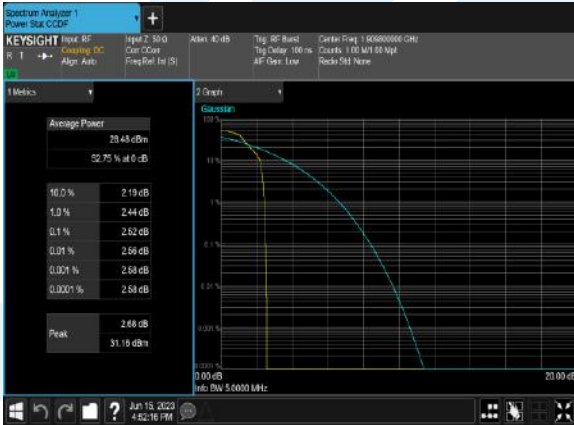 Spectrum Analyzer 1
Power Stat CCDF
+
KEYSIGHT
R T
Input: RF
Coupling: DC
Align: Auto
Input Z: 50 Ω
Corr CCorr
Freq Ref: Int (S)
Atten: 40 dB
Trig: RF Burst
Trig Delay: 100 ns
#IF Gain: Low
Center Freq: 1.909800000 GHz
Counts: 1.00 M/1.00 Mpt
Radio Std: None
1 Metrics
Average Power
28.48 dBm
52.75 % at 0 dB
10.0 % 2.19 dB
1.0 % 2.44 dB
0.1 % 2.52 dB
0.01 % 2.56 dB
0.001 % 2.58 dB
0.0001 % 2.58 dB
Peak
2.68 dB
31.16 dBm
2 Graph
Gaussian
100 %
10 %
1 %
0.1 %
0.01 %
0.001 %
0.0001 %
0.00 dB
20.00 dB
Info BW 5.0000 MHz
?
Jun 15, 2023
4:52:16 PM